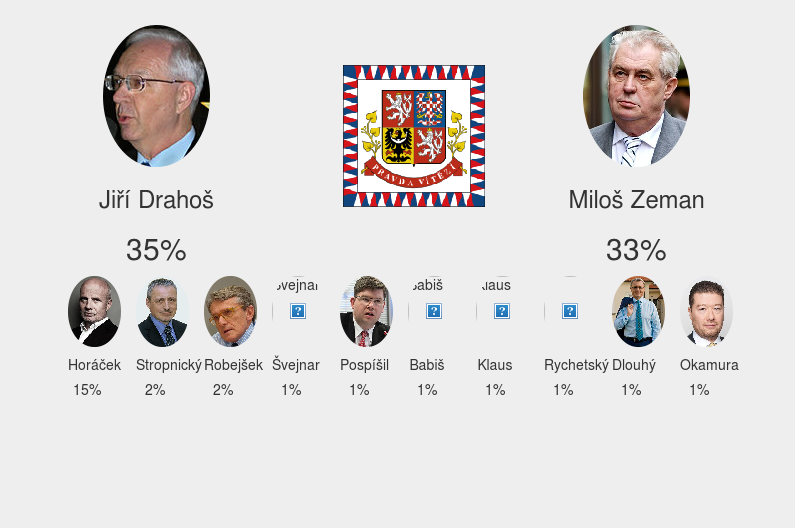 PRAVDA VÍTĚZÍ
Jiří Drahoš
Miloš Zeman
35%
33%
Švejnar
Babiš
Klaus
Horáček
Stropnický
Robejšek
Švejnar
Pospíšil
Babiš
Klaus
Rychetský
Dlouhý
Okamura
15%
2%
2%
1%
1%
1%
1%
1%
1%
1%